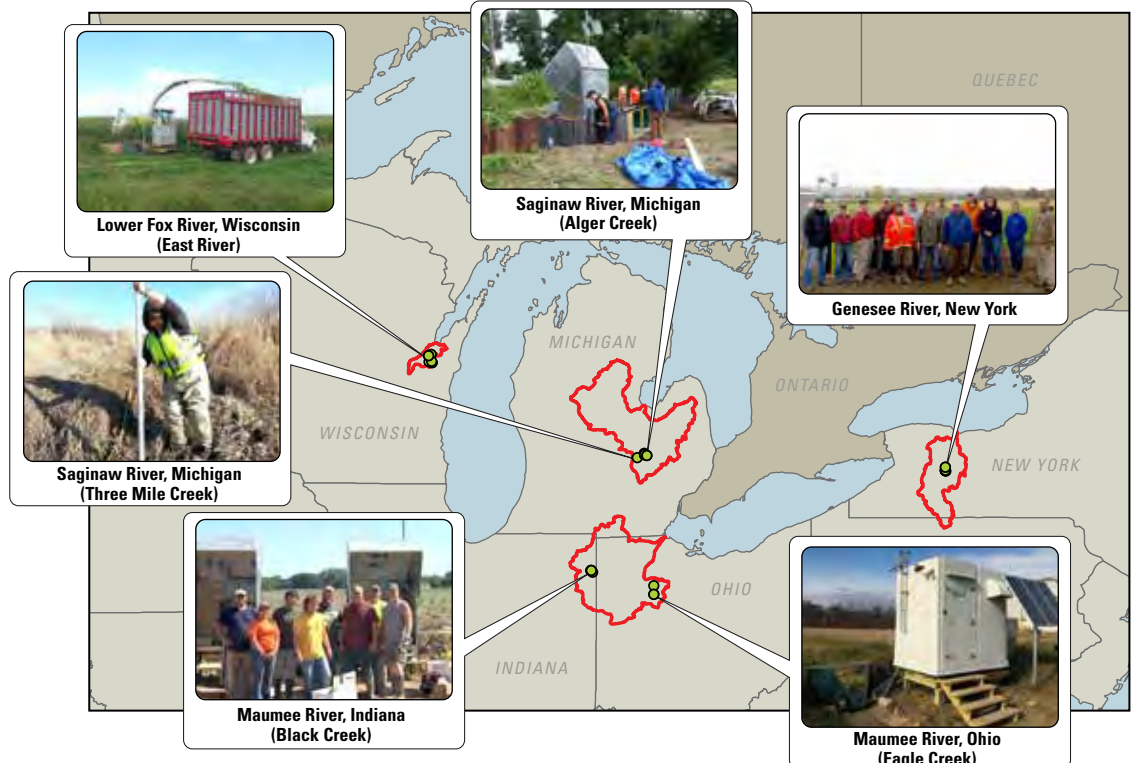 QUEBEC
Lower Fox River, Wisconsin
(East River)
Saginaw River, Michigan
(Alger Creek)
Genesee River, New York
MICHIGAN
ONTARIO
WISCONSIN
NEW YORK
Saginaw River, Michigan
(Three Mile Creek)
OHIO
INDIANA
Maumee River, Indiana
(Black Creek)
Maumee River, Ohio
(Eagle Creek)